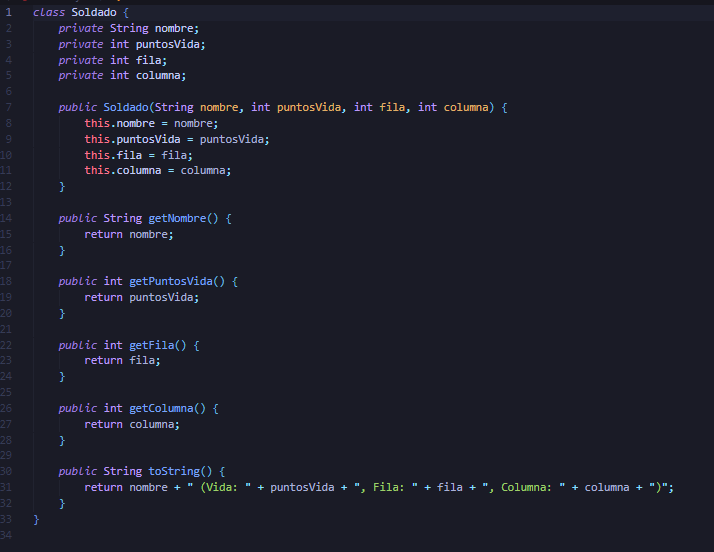 1 class Soldado {
2     private String nombre;
3     private int puntosVida;
4     private int fila;
5     private int columna;
6
7     public Soldado(String nombre, int puntosVida, int fila, int columna) {
8         this.nombre = nombre;
9         this.puntosVida = puntosVida;
10         this.fila = fila;
11         this.columna = columna;
12     }
13
14     public String getNombre() {
15         return nombre;
16     }
17
18     public int getPuntosVida() {
19         return puntosVida;
20     }
21
22     public int getFila() {
23         return fila;
24     }
25
26     public int getColumna() {
27         return columna;
28     }
29
30     public String toString() {
31         return nombre + " (Vida: " + puntosVida + ", Fila: " + fila + ", Columna: " + columna + ")";
32     }
33 }
34